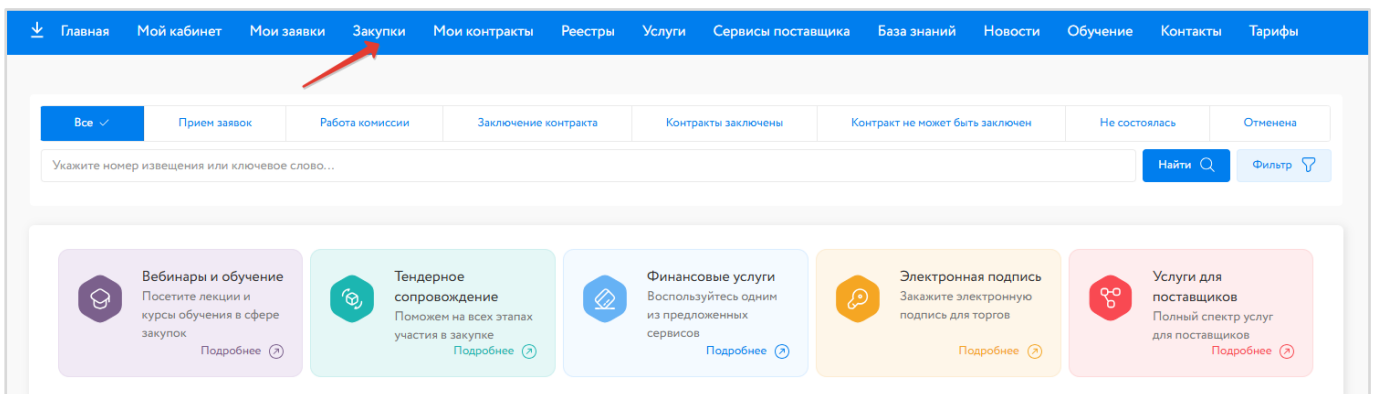 Главная Мой кабинет Мои заявки Закупки Мои контракты Реестры Услуги Сервисы поставщика База знаний Новости Обучение Контакты Тарифы
Все Прием заявок Работа комиссии Заключение контракта Контракты заключены Контракт не может быть заключен Не состоялась Отменена
Укажите номер извещения или ключевое слово... Найти Фильтр
Вебинары и обучение
Посетите лекции и
курсы обучения в сфере
закупок
Подробнее
Тендерное
сопровождение
Поможем на всех этапах
участия в закупке
Подробнее
Финансовые услуги
Воспользуйтесь одним
из предложенных
сервисов
Подробнее
Электронная подпись
Закажите электронную
подпись для торгов
Подробнее
Услуги для
поставщиков
Полный спектр услуг
для поставщиков
Подробнее